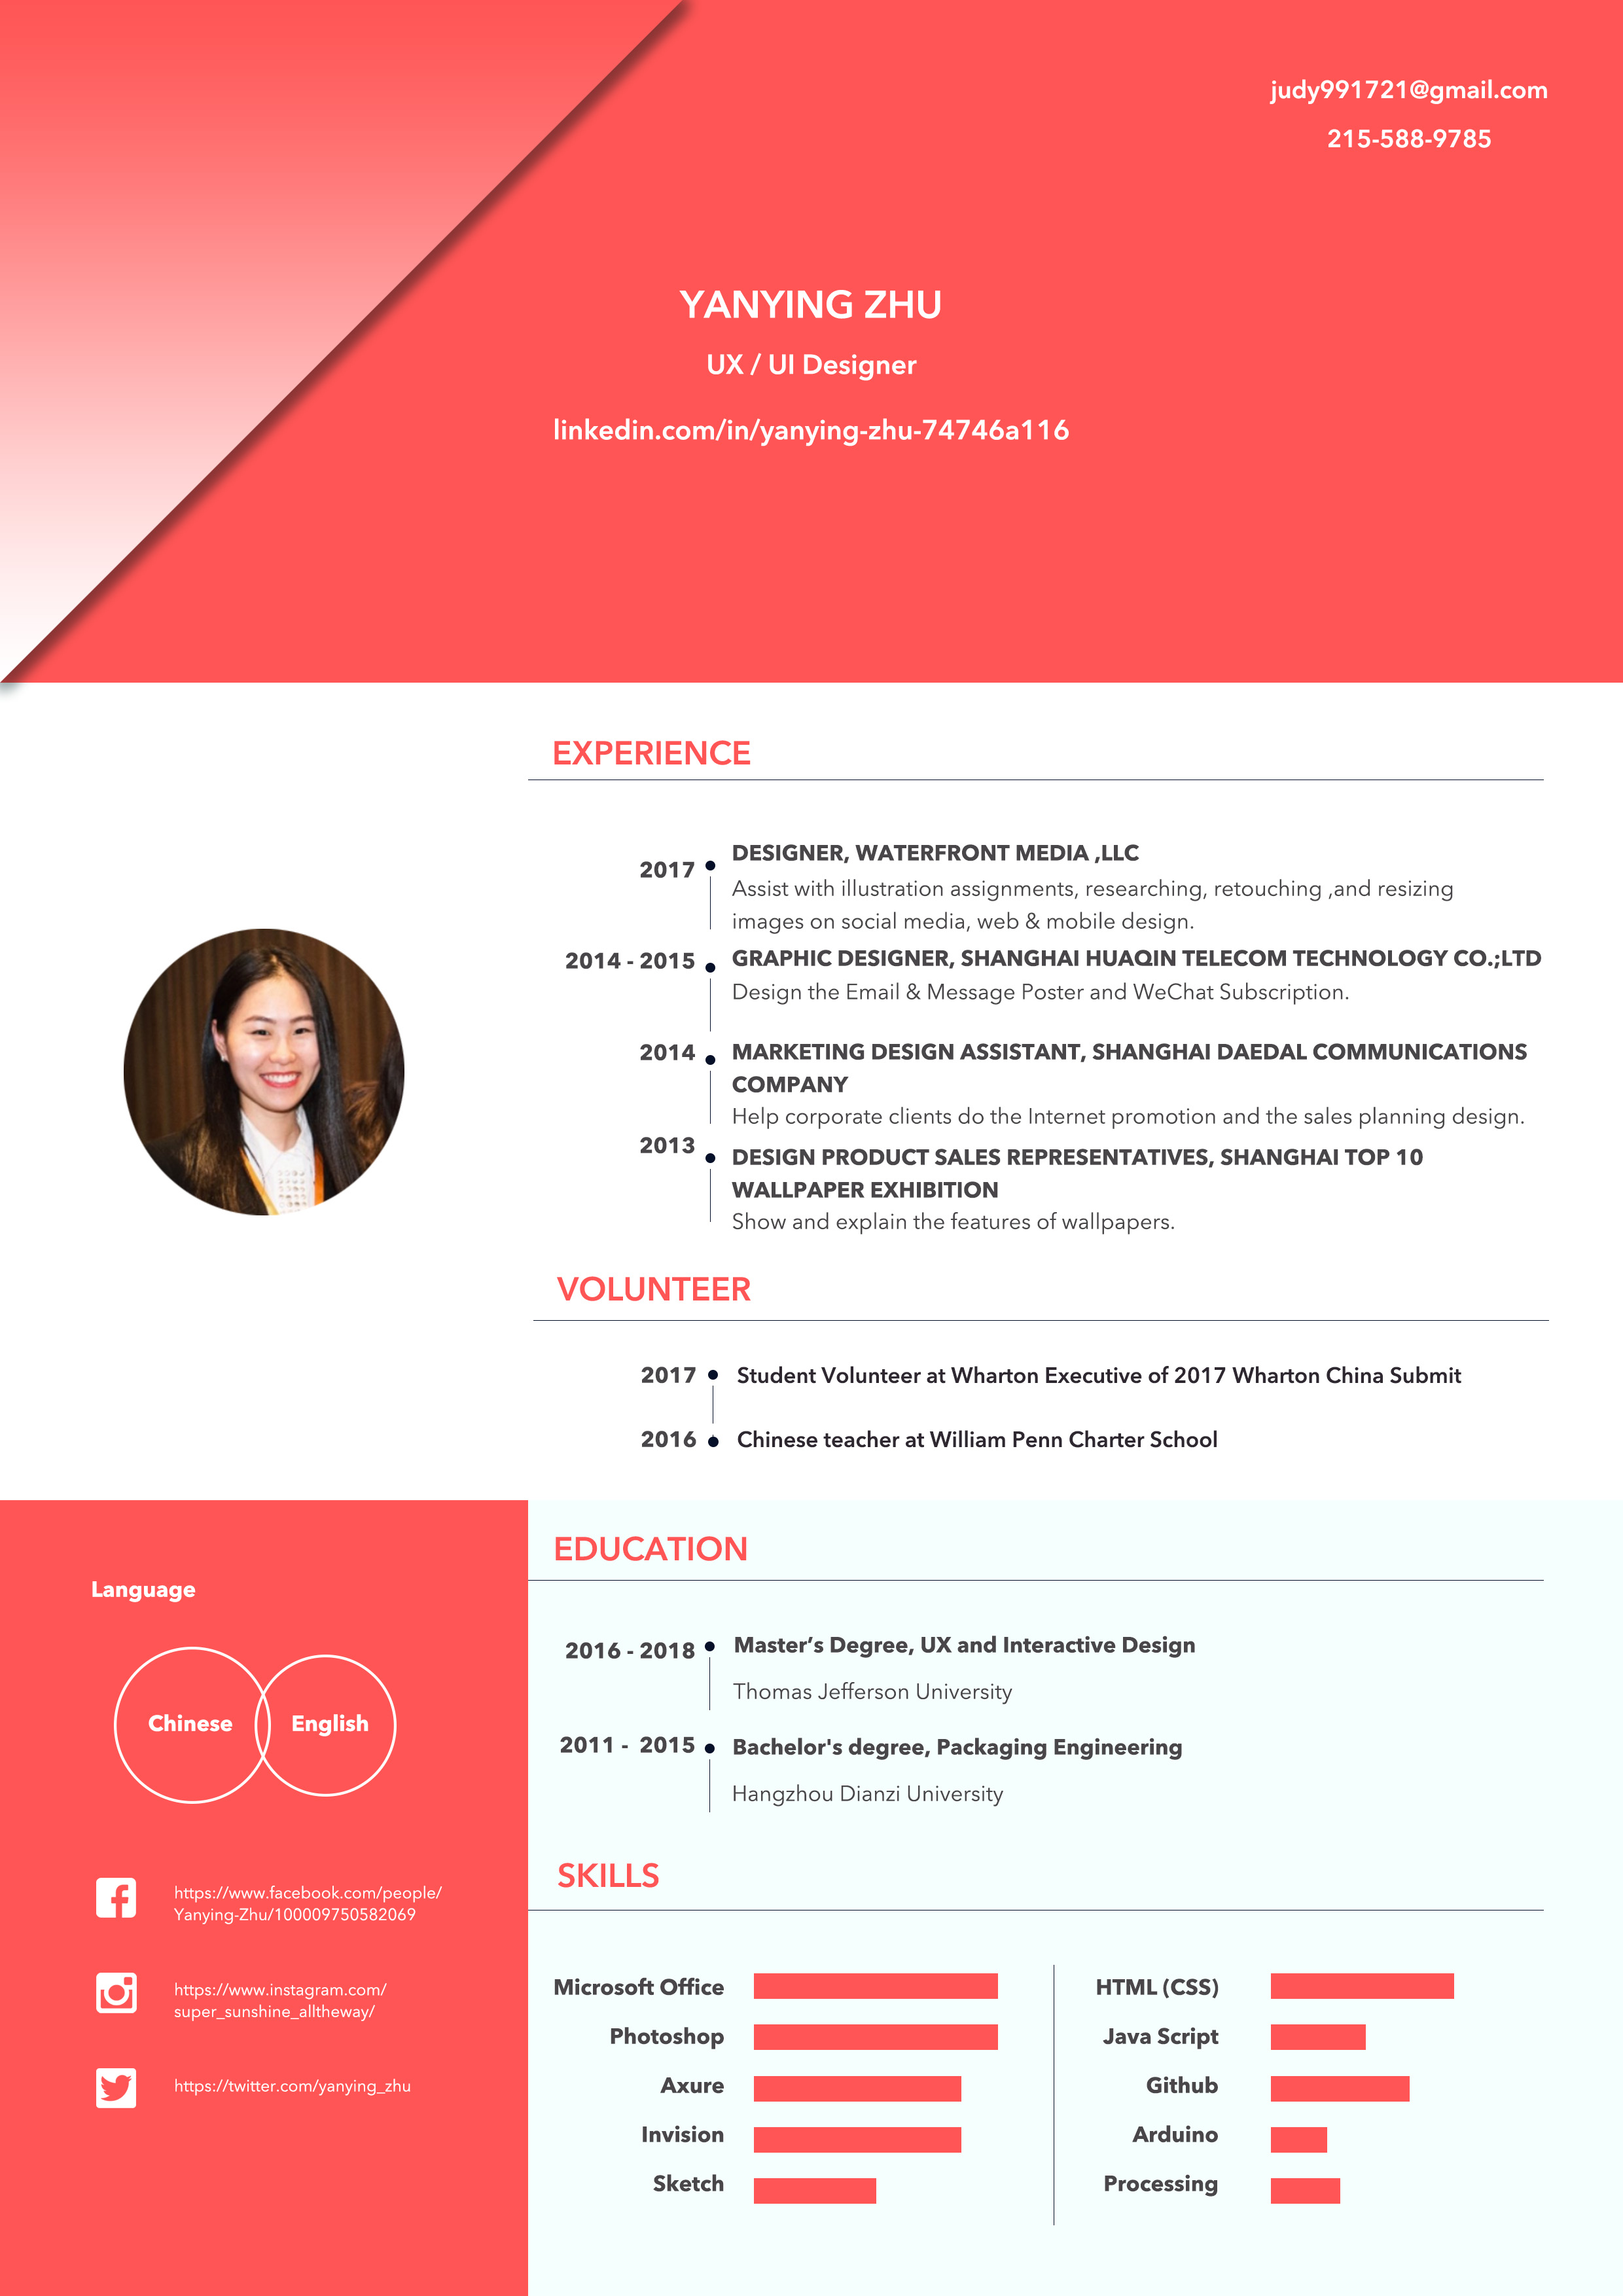 judy991721@gmail.com
215-588-9785
YANYING ZHU
UX / UI Designer
linkedin.com/in/yanying-zhu-74746a116
EXPERIENCE
2017
DESIGNER, WATERFRONT MEDIA ,LLC
Assist with illustration assignments, researching, retouching ,and resizing
images on social media, web & mobile design.
2014 - 2015
GRAPHIC DESIGNER, SHANGHAI HUAQIN TELECOM TECHNOLOGY CO.;LTD
Design the Email & Message Poster and WeChat Subscription.
2014
MARKETING DESIGN ASSISTANT, SHANGHAI DAEDAL COMMUNICATIONS
COMPANY
Help corporate clients do the Internet promotion and the sales planning design.
2013
DESIGN PRODUCT SALES REPRESENTATIVES, SHANGHAI TOP 10
WALLPAPER EXHIBITION
Show and explain the features of wallpapers.
VOLUNTEER
2017
Student Volunteer at Wharton Executive of 2017 Wharton China Submit
2016
Chinese teacher at William Penn Charter School
Language
Chinese
English
https://www.facebook.com/people/
Yanying-Zhu/100009750582069
https://www.instagram.com/
super_sunshine_alltheway/
https://twitter.com/yanying_zhu
EDUCATION
2016 - 2018
Master’s Degree, UX and Interactive Design
Thomas Jefferson University
2011 - 2015
Bachelor's degree, Packaging Engineering
Hangzhou Dianzi University
SKILLS
Microsoft Office
Photoshop
Axure
Invision
Sketch
HTML (CSS)
Java Script
Github
Arduino
Processing